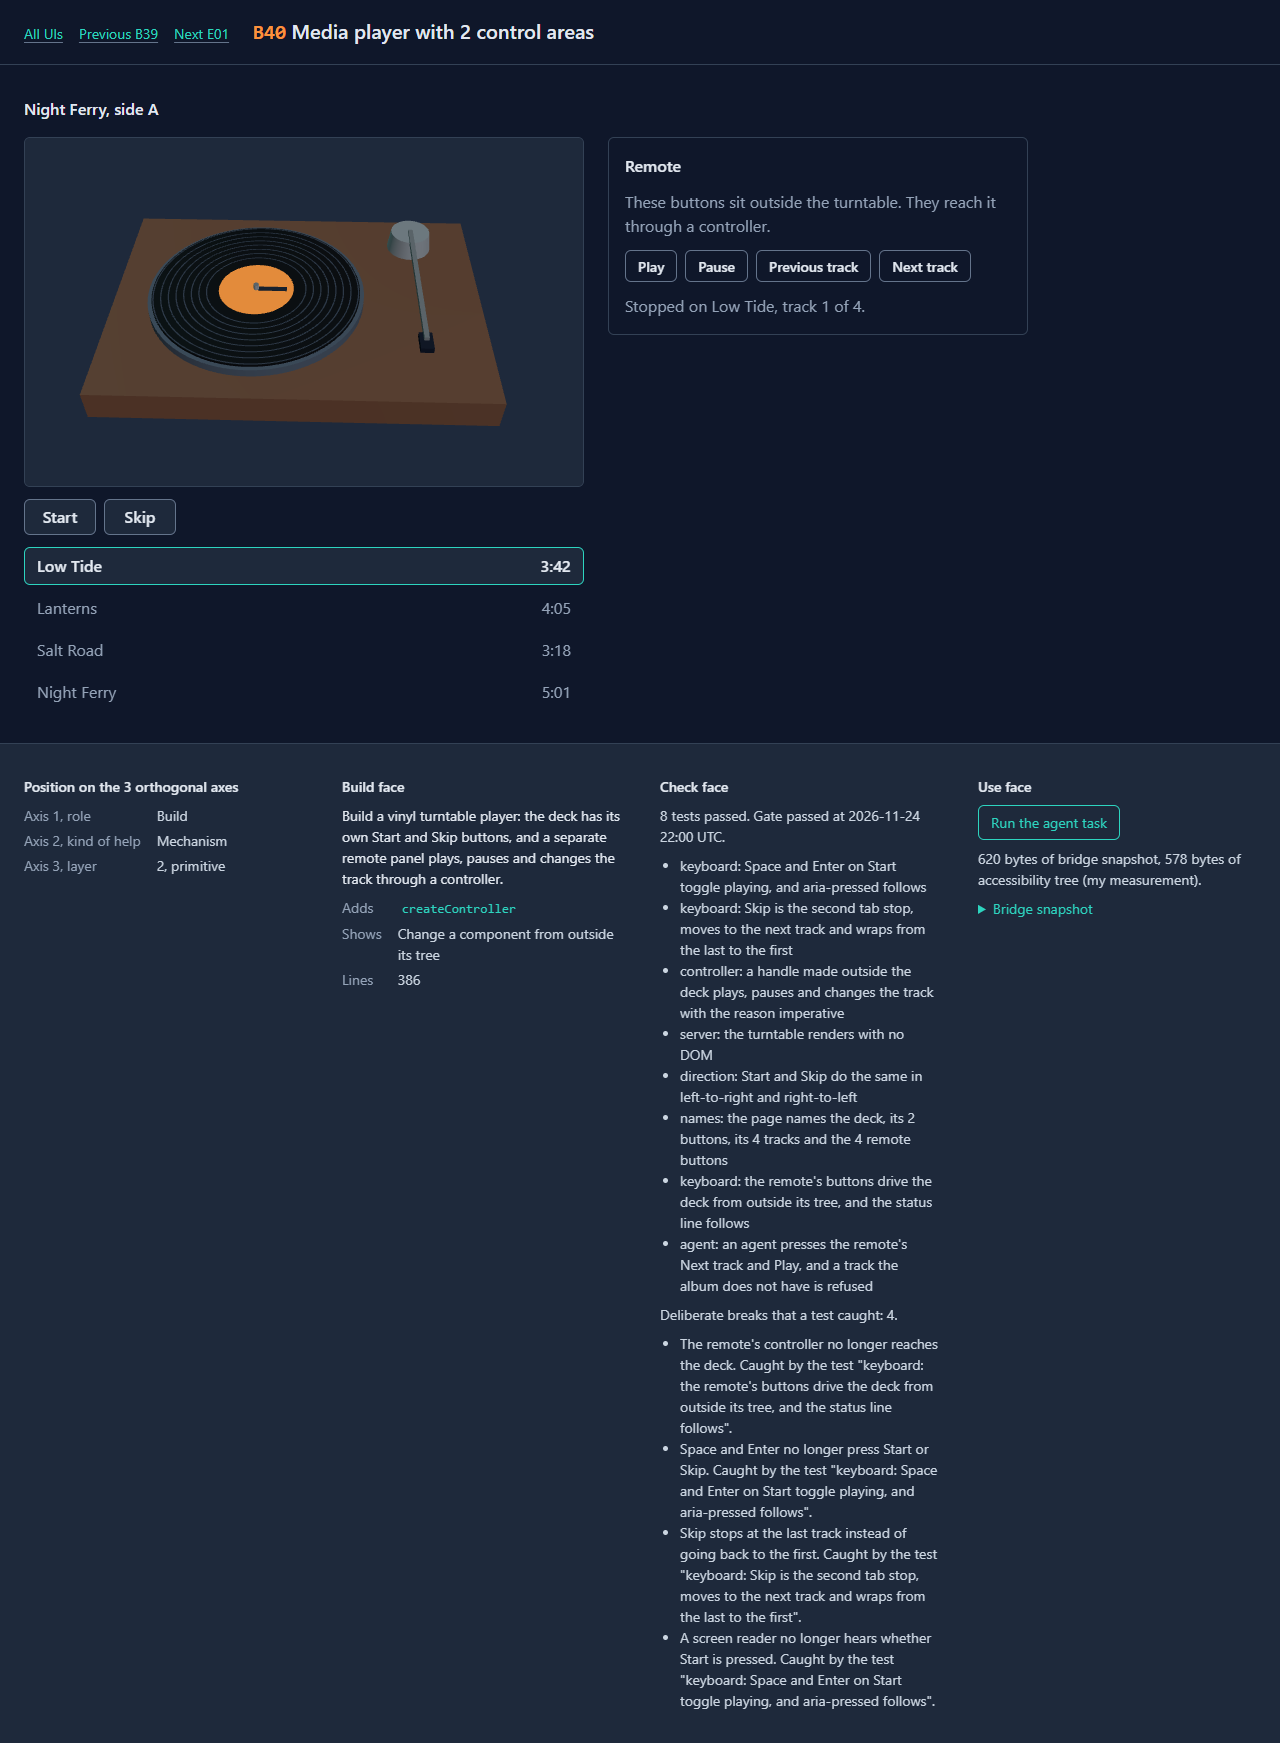 All UIs Previous B39 Next E01 B40 Media player with 2 control areas
Night Ferry, side A
Remote
These buttons sit outside the turntable. They reach it
through a controller.
Play Pause Previous track Next track
Stopped on Low Tide, track 1 of 4.
Start Skip
Low Tide 3:42
Lanterns 4:05
Salt Road 3:18
Night Ferry 5:01
Position on the 3 orthogonal axes
Axis 1, role Build
Axis 2, kind of help Mechanism
Axis 3, layer 2, primitive
Build face
Build a vinyl turntable player: the deck has its
own Start and Skip buttons, and a separate
remote panel plays, pauses and changes the
track through a controller.
Adds createController
Shows Change a component from outside
its tree
Lines 386
Check face
8 tests passed. Gate passed at 2026-11-24
22:00 UTC.
• keyboard: Space and Enter on Start
toggle playing, and aria-pressed follows
• keyboard: Skip is the second tab stop,
moves to the next track and wraps from
the last to the first
• controller: a handle made outside the
deck plays, pauses and changes the track
with the reason imperative
• server: the turntable renders with no
DOM
• direction: Start and Skip do the same in
left-to-right and right-to-left
• names: the page names the deck, its 2
buttons, its 4 tracks and the 4 remote
buttons
• keyboard: the remote's buttons drive the
deck from outside its tree, and the status
line follows
• agent: an agent presses the remote's
Next track and Play, and a track the
album does not have is refused
Deliberate breaks that a test caught: 4.
• The remote's controller no longer reaches
the deck. Caught by the test "keyboard:
the remote's buttons drive the deck from
outside its tree, and the status line
follows".
• Space and Enter no longer press Start or
Skip. Caught by the test "keyboard: Space
and Enter on Start toggle playing, and
aria-pressed follows".
• Skip stops at the last track instead of
going back to the first. Caught by the test
"keyboard: Skip is the second tab stop,
moves to the next track and wraps from
the last to the first".
• A screen reader no longer hears whether
Start is pressed. Caught by the test
"keyboard: Space and Enter on Start
toggle playing, and aria-pressed follows".
Use face
Run the agent task
620 bytes of bridge snapshot, 578 bytes of
accessibility tree (my measurement).
Bridge snapshot